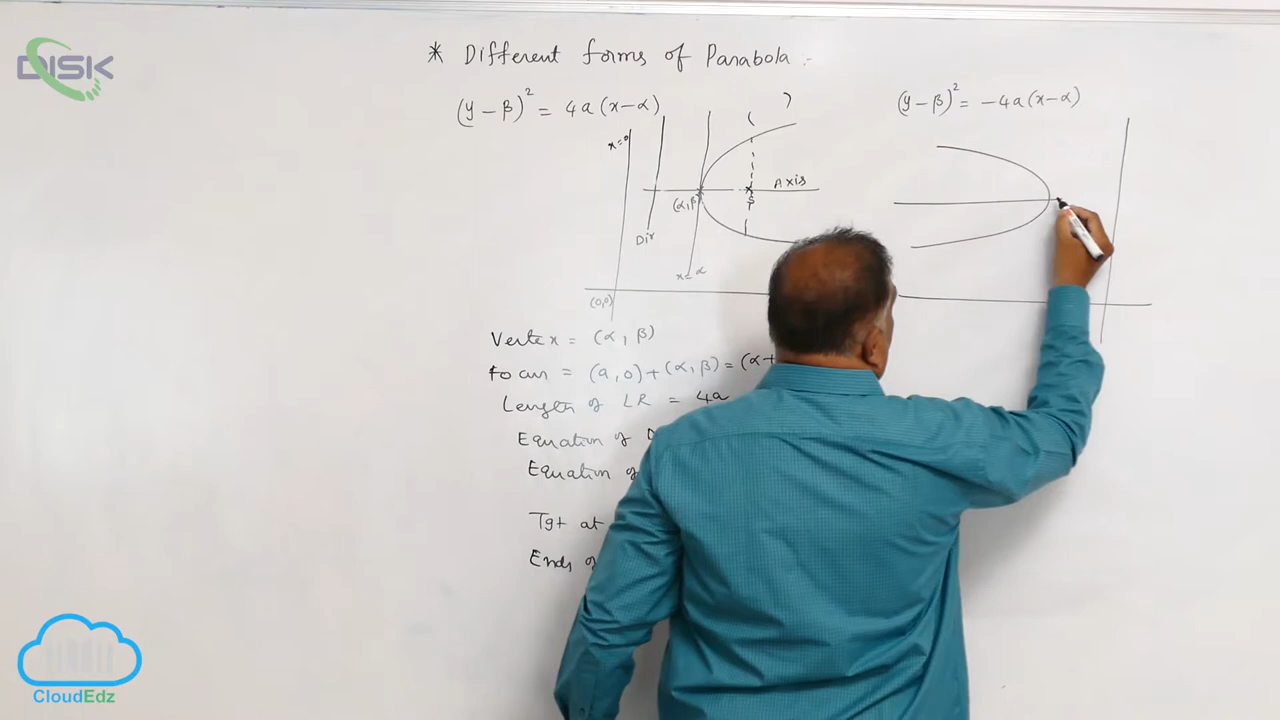 DISK
* Different forms of Parabola :-
(y-β)² = 4a(x-α)
(y-β)² = -4a(x-α)
x=0
Axis
(α,β)
S
Dir
x=α
(0,0)
Vertex = (α,β)
Focus = (a,0)+(α,β)=(α+
Length of LR = 4a
Equation of D
Equation of
Tgt at
Ends of
CloudEdz